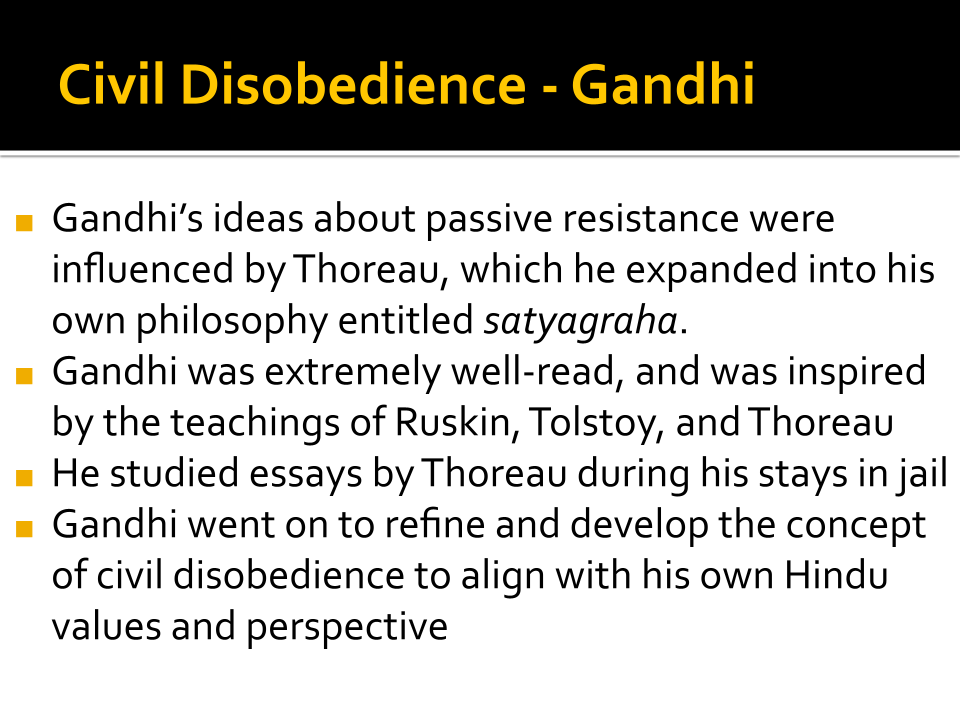 Civil Disobedience - Gandhi
■ Gandhi’s ideas about passive resistance were
influenced by Thoreau, which he expanded into his
own philosophy entitled satyagraha.
■ Gandhi was extremely well-read, and was inspired
by the teachings of Ruskin, Tolstoy, and Thoreau
■ He studied essays by Thoreau during his stays in jail
■ Gandhi went on to refine and develop the concept
of civil disobedience to align with his own Hindu
values and perspective